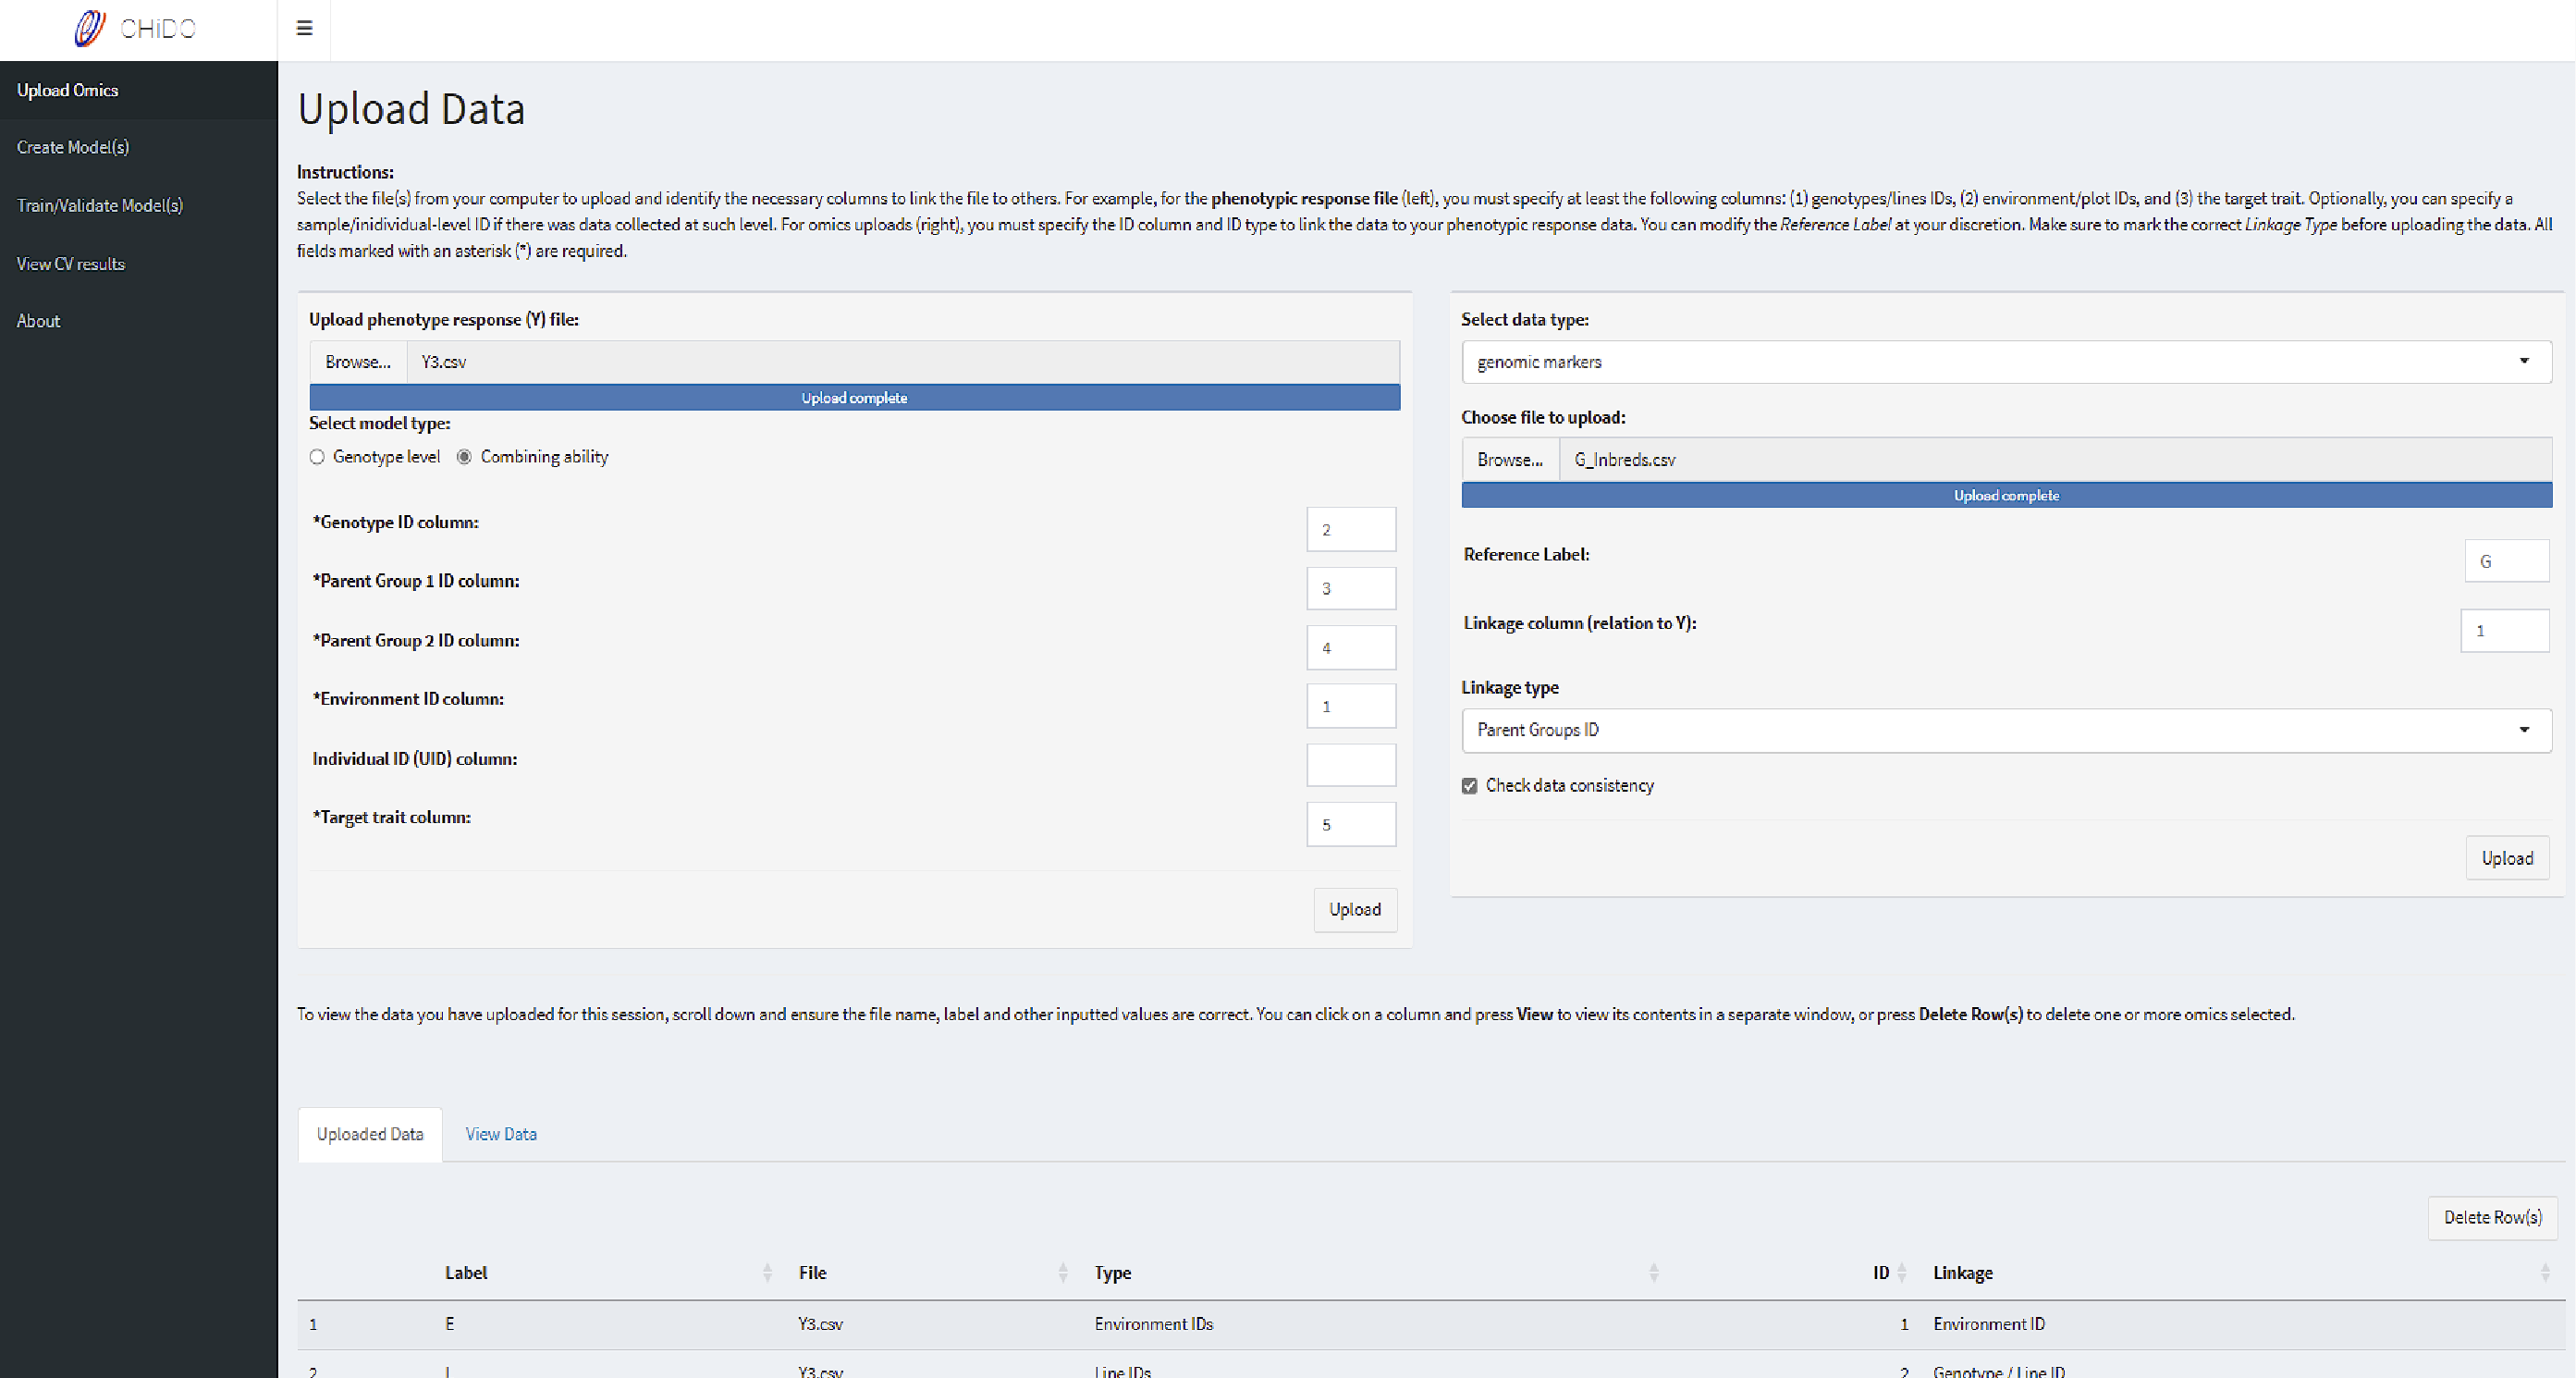 CHiDO
☰
Upload Omics
Create Model(s)
Train/Validate Model(s)
View CV results
About
Upload Data
Instructions:
Select the file(s) from your computer to upload and identify the necessary columns to link the file to others. For example, for the phenotypic response file (left), you must specify at least the following columns: (1) genotypes/lines IDs, (2) environment/plot IDs, and (3) the target trait. Optionally, you can specify a
sample/inidividual-level ID if there was data collected at such level. For omics uploads (right), you must specify the ID column and ID type to link the data to your phenotypic response data. You can modify the Reference Label at your discretion. Make sure to mark the correct Linkage Type before uploading the data. All
fields marked with an asterisk (*) are required.
Upload phenotype response (Y) file:
Browse... Y3.csv
Upload complete
Select model type:
Genotype level Combining ability
*Genotype ID column: 2
*Parent Group 1 ID column: 3
*Parent Group 2 ID column: 4
*Environment ID column: 1
Individual ID (UID) column:
*Target trait column: 5
Upload
Select data type:
genomic markers
Choose file to upload:
Browse... G_Inbreds.csv
Upload complete
Reference Label: G
Linkage column (relation to Y): 1
Linkage type
Parent Groups ID
Check data consistency
Upload
To view the data you have uploaded for this session, scroll down and ensure the file name, label and other inputted values are correct. You can click on a column and press View to view its contents in a separate window, or press Delete Row(s) to delete one or more omics selected.
Uploaded Data View Data
Delete Row(s)
Label File Type ID Linkage
1 E Y3.csv Environment IDs 1 Environment ID
2 L Y3.csv Line IDs 2 Genotype / Line ID